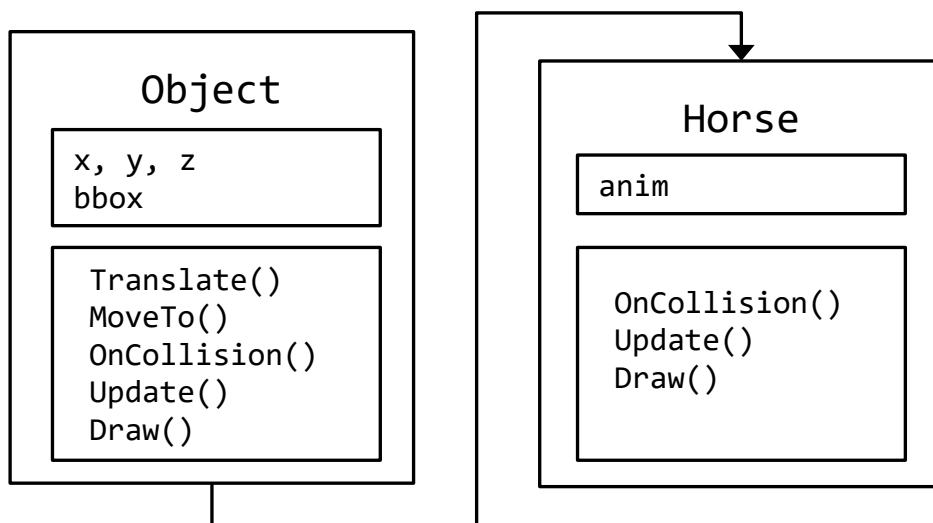 Object
x, y, z
bbox
Translate()
MoveTo()
OnCollision()
Update()
Draw()
Horse
anim
OnCollision()
Update()
Draw()